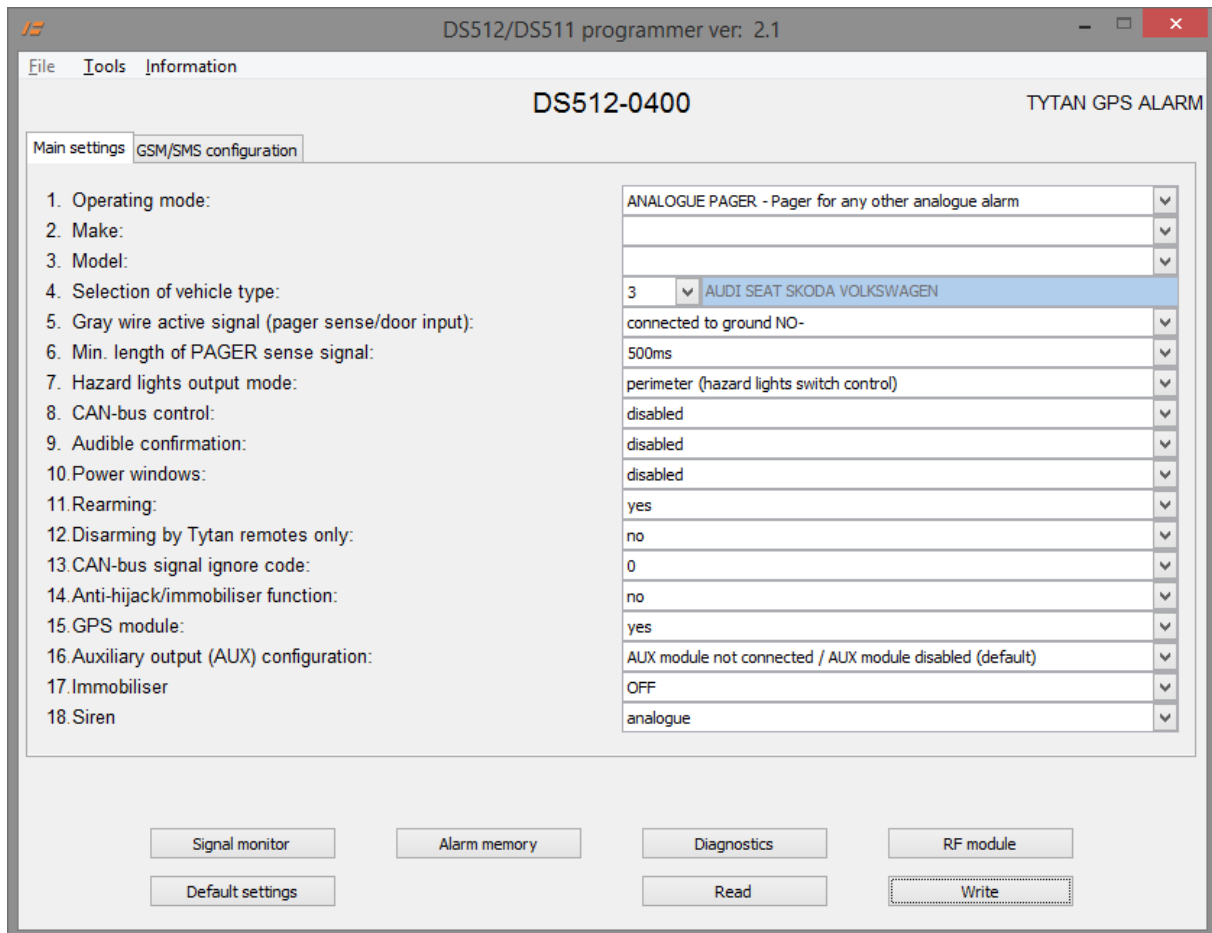 DS512/DS511 programmer ver: 2.1
File Tools Information
DS512-0400
TYTAN GPS ALARM
Main settings GSM/SMS configuration
1. Operating mode: ANALOGUE PAGER - Pager for any other analogue alarm
2. Make:
3. Model:
4. Selection of vehicle type: 3 AUDI SEAT SKODA VOLKSWAGEN
5. Gray wire active signal (pager sense/door input): connected to ground NO-
6. Min. length of PAGER sense signal: 500ms
7. Hazard lights output mode: perimeter (hazard lights switch control)
8. CAN-bus control: disabled
9. Audible confirmation: disabled
10.Power windows: disabled
11.Rearming: yes
12.Disarming by Tytan remotes only: no
13.CAN-bus signal ignore code: 0
14.Anti-hijack/immobiliser function: no
15.GPS module: yes
16.Auxiliary output (AUX) configuration: AUX module not connected / AUX module disabled (default)
17.Immobiliser OFF
18.Siren analogue
Signal monitor Alarm memory Diagnostics RF module
Default settings Read Write